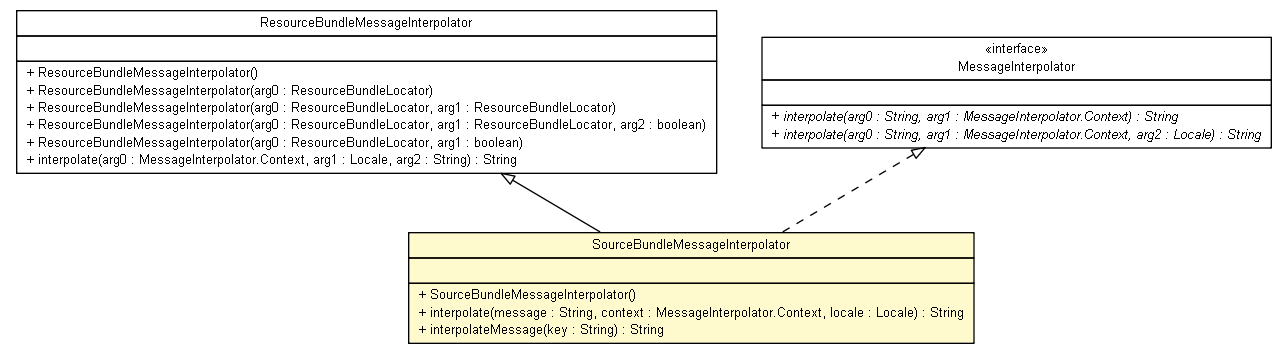 ResourceBundleMessageInterpolator
+ ResourceBundleMessageInterpolator()
+ ResourceBundleMessageInterpolator(arg0 : ResourceBundleLocator)
+ ResourceBundleMessageInterpolator(arg0 : ResourceBundleLocator, arg1 : ResourceBundleLocator)
+ ResourceBundleMessageInterpolator(arg0 : ResourceBundleLocator, arg1 : ResourceBundleLocator, arg2 : boolean)
+ ResourceBundleMessageInterpolator(arg0 : ResourceBundleLocator, arg1 : boolean)
+ interpolate(arg0 : MessageInterpolator.Context, arg1 : Locale, arg2 : String) : String
«interface»
MessageInterpolator
+ interpolate(arg0 : String, arg1 : MessageInterpolator.Context) : String
+ interpolate(arg0 : String, arg1 : MessageInterpolator.Context, arg2 : Locale) : String
SourceBundleMessageInterpolator
+ SourceBundleMessageInterpolator()
+ interpolate(message : String, context : MessageInterpolator.Context, locale : Locale) : String
+ interpolateMessage(key : String) : String